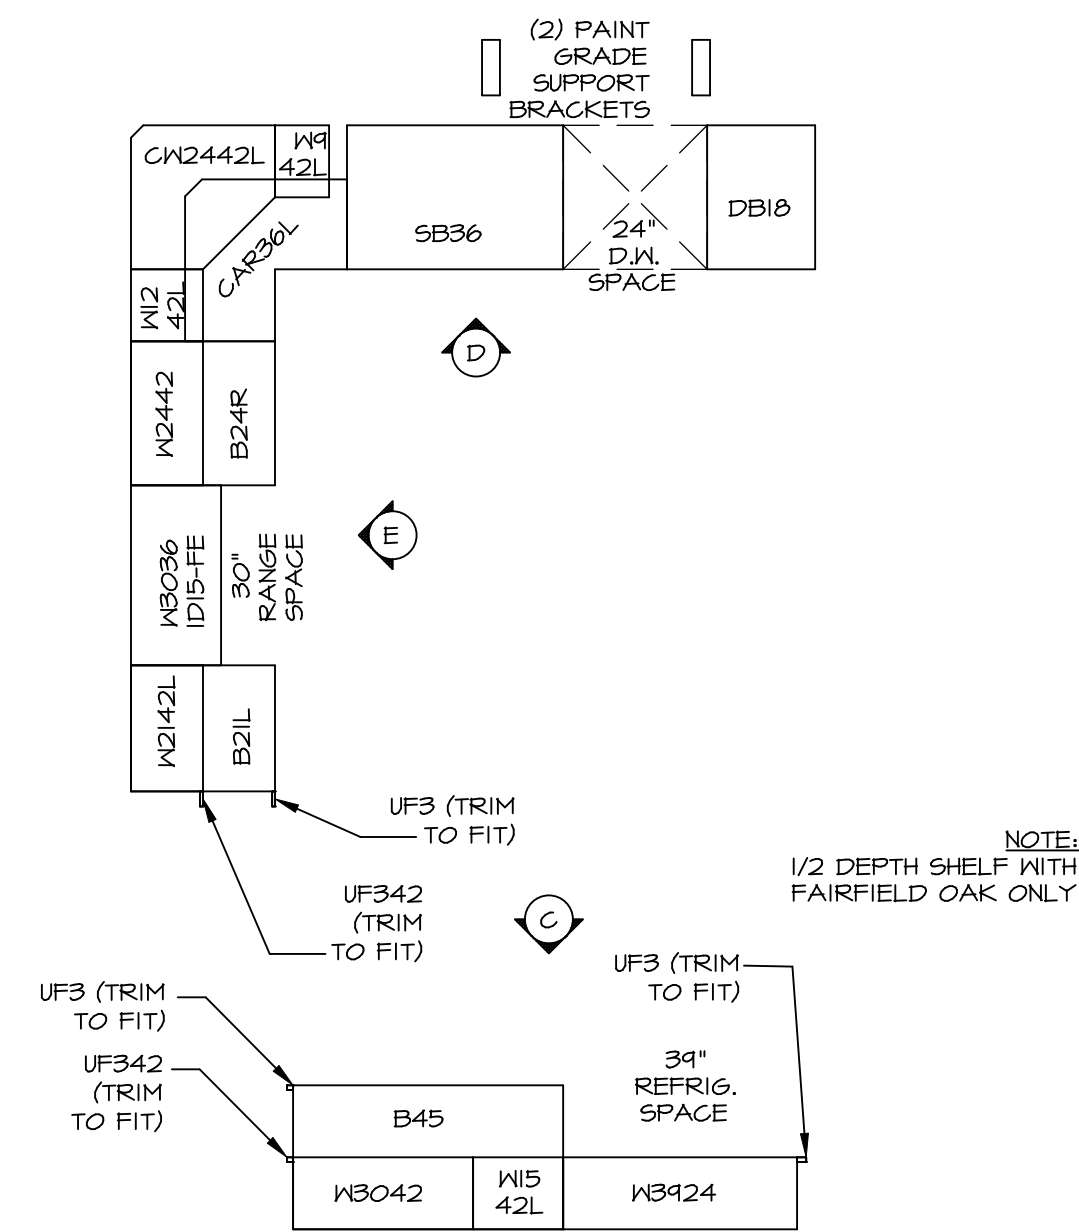 (2) PAINT
GRADE
SUPPORT
BRACKETS
CW2442L
W9
42L
SB36
24"
D.W.
SPACE
DB18
CAR36L
W12
42L
D
W2442
B24R
E
W3036
1D15-FE
30"
RANGE
SPACE
W2142L
B21L
UF3 (TRIM
TO FIT)
NOTE:
1/2 DEPTH SHELF WITH
FAIRFIELD OAK ONLY
UF342
(TRIM
TO FIT)
C
UF3 (TRIM
TO FIT)
UF3 (TRIM
TO FIT)
UF342
(TRIM
TO FIT)
39"
REFRIG.
SPACE
B45
W3042
W15
42L
W3924